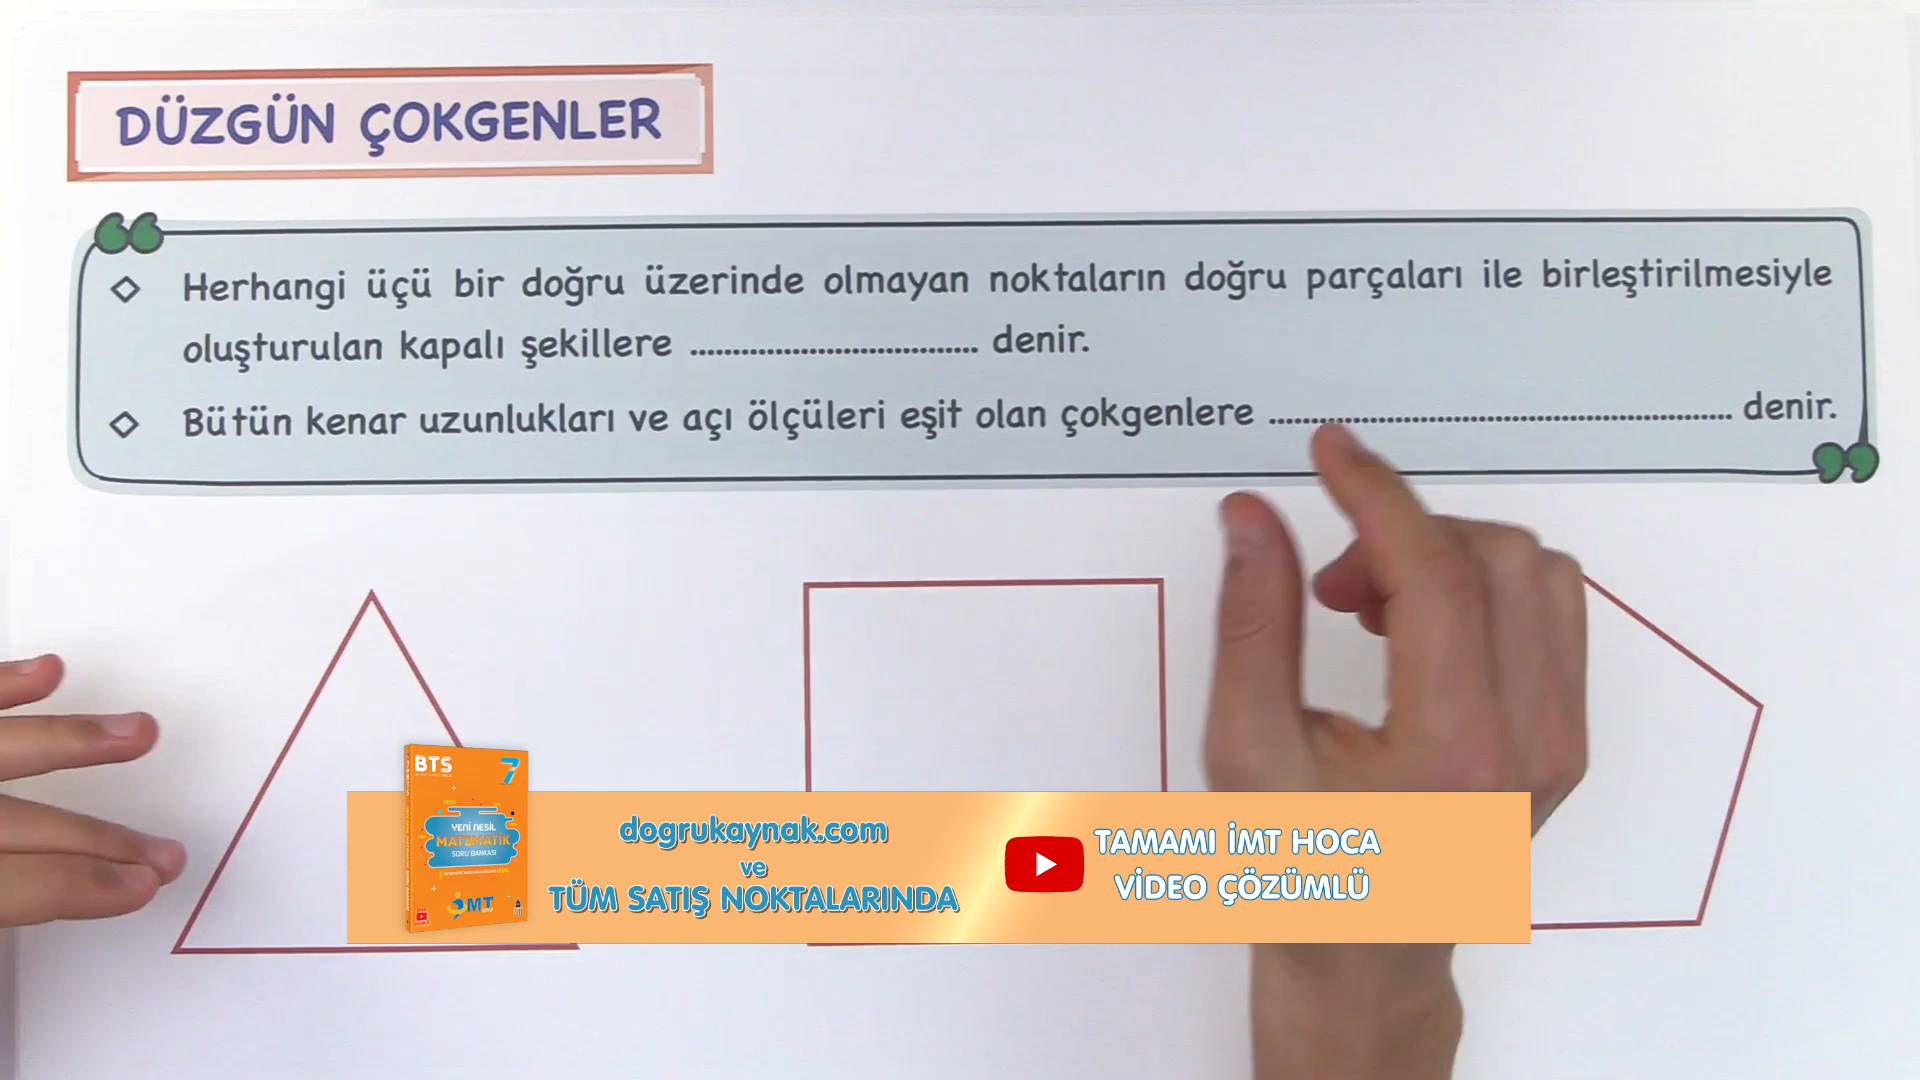 DÜZGÜN ÇOKGENLER
Herhangi üçü bir doğru üzerinde olmayan noktaların doğru parçaları ile birleştirilmesiyle
oluşturulan kapalı şekillere .................................. denir.
Bütün kenar uzunlukları ve açı ölçüleri eşit olan çokgenlere ....................................................... denir.
BTS 7
YENİ NESİL
MATEMATİK
SORU BANKASI
İMT
dogrukaynak.com
ve
TÜM SATIŞ NOKTALARINDA
TAMAMI İMT HOCA
VİDEO ÇÖZÜMLÜ